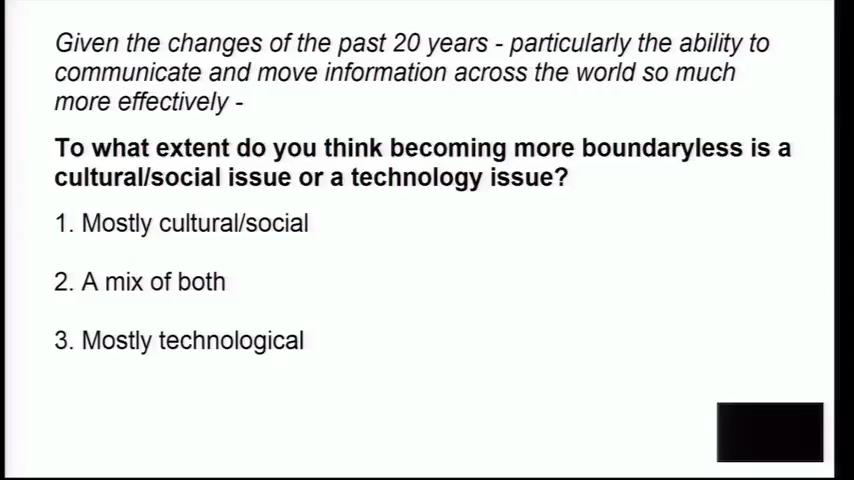 Given the changes of the past 20 years - particularly the ability to
communicate and move information across the world so much
more effectively -
To what extent do you think becoming more boundaryless is a
cultural/social issue or a technology issue?
1. Mostly cultural/social
2. A mix of both
3. Mostly technological